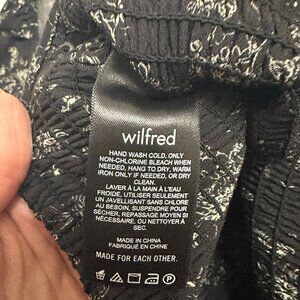 wilfred
HAND WASH COLD, ONLY
NON-CHLORINE BLEACH WHEN
NEEDED, HANG TO DRY, WARM
IRON ONLY IF NEEDED, OR DRY
CLEAN
LAVER À LA MAIN À L'EAU
FROIDE, UTILISER SEULEMENT
UN JAVELLISANT SANS CHLORE
AU BESOIN, SUSPENDRE POUR
SÉCHER, REPASSAGE MOYEN SI
NÉCESSAIRE, OU NETTOYER À
SEC.
MADE IN CHINA
FABRIQUÉ EN CHINE
MADE FOR EACH OTHER.